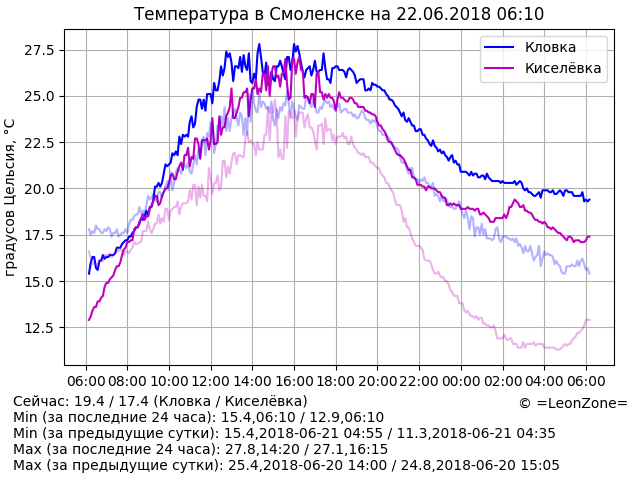 Температура в Смоленске на 22.06.2018 06:10
Кловка
Киселёвка
градусов Цельсия, °C
27.5
25.0
22.5
20.0
17.5
15.0
12.5
06:00 08:00 10:00 12:00 14:00 16:00 18:00 20:00 22:00 00:00 02:00 04:00 06:00
Сейчас: 19.4 / 17.4 (Кловка / Киселёвка)
© =LeonZone=
Min (за последние 24 часа): 15.4,06:10 / 12.9,06:10
Min (за предыдущие сутки): 15.4,2018-06-21 04:55 / 11.3,2018-06-21 04:35
Max (за последние 24 часа): 27.8,14:20 / 27.1,16:15
Max (за предыдущие сутки): 25.4,2018-06-20 14:00 / 24.8,2018-06-20 15:05